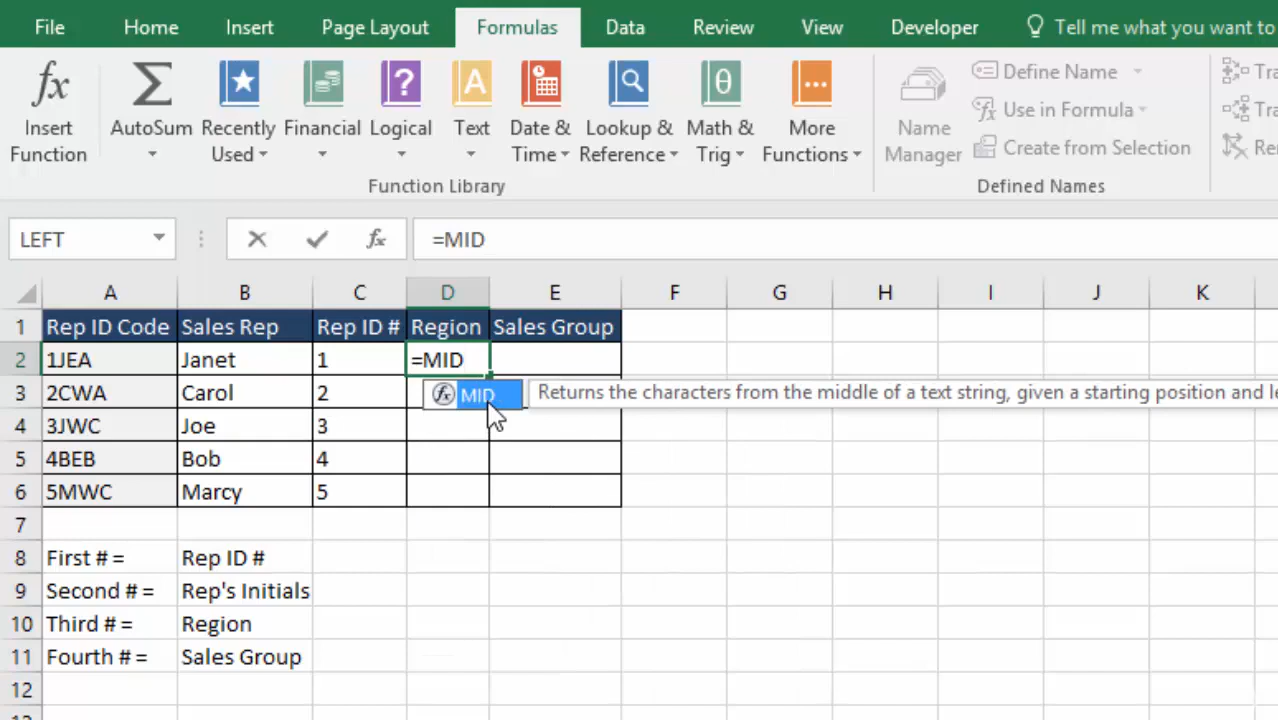 File Home Insert Page Layout Formulas Data Review View Developer Tell me what you want to
Insert Function
AutoSum
Recently Used
Financial
Logical
Text
Date & Time
Lookup & Reference
Math & Trig
More Functions
Function Library
Name Manager
Define Name
Use in Formula
Create from Selection
Defined Names
LEFT fx =MID
A B C D E F G H I J K
1 Rep ID Code Sales Rep Rep ID # Region Sales Group
2 1JEA Janet 1 =MID
3 2CWA Carol 2 MID Returns the characters from the middle of a text string, given a starting position and le
4 3JWC Joe 3
5 4BEB Bob 4
6 5MWC Marcy 5
7
8 First # = Rep ID #
9 Second # = Rep's Initials
10 Third # = Region
11 Fourth # = Sales Group
12